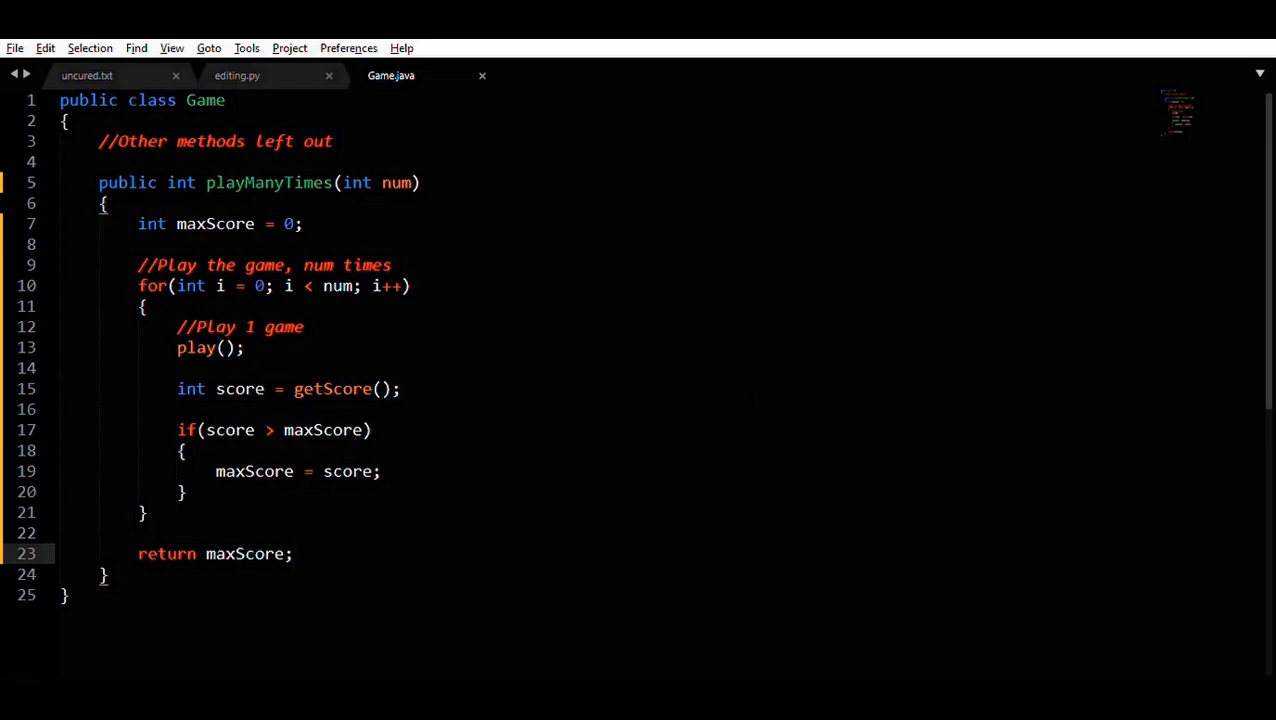 File Edit Selection Find View Goto Tools Project Preferences Help
uncured.txt editing.py Game.java
1 public class Game
2 {
3 //Other methods left out
4
5 public int playManyTimes(int num)
6 {
7 int maxScore = 0;
8
9 //Play the game, num times
10 for(int i = 0; i < num; i++)
11 {
12 //Play 1 game
13 play();
14
15 int score = getScore();
16
17 if(score > maxScore)
18 {
19 maxScore = score;
20 }
21 }
22
23 return maxScore;
24 }
25 }